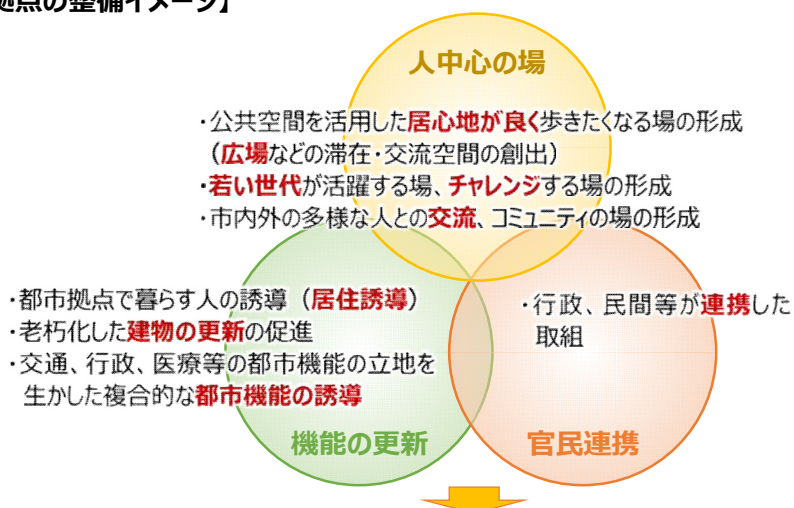 拠点の整備イメージ】
人中心の場
・公共空間を活用した居心地が良く歩きたくなる場の形成
（広場などの滞在・交流空間の創出）
・若い世代が活躍する場、チャレンジする場の形成
・市内外の多様な人との交流、コミュニティの場の形成
・都市拠点で暮らす人の誘導（居住誘導）
・老朽化した建物の更新の促進
・交通、行政、医療等の都市機能の立地を
生かした複合的な都市機能の誘導
機能の更新
・行政、民間等が連携した
取組
官民連携